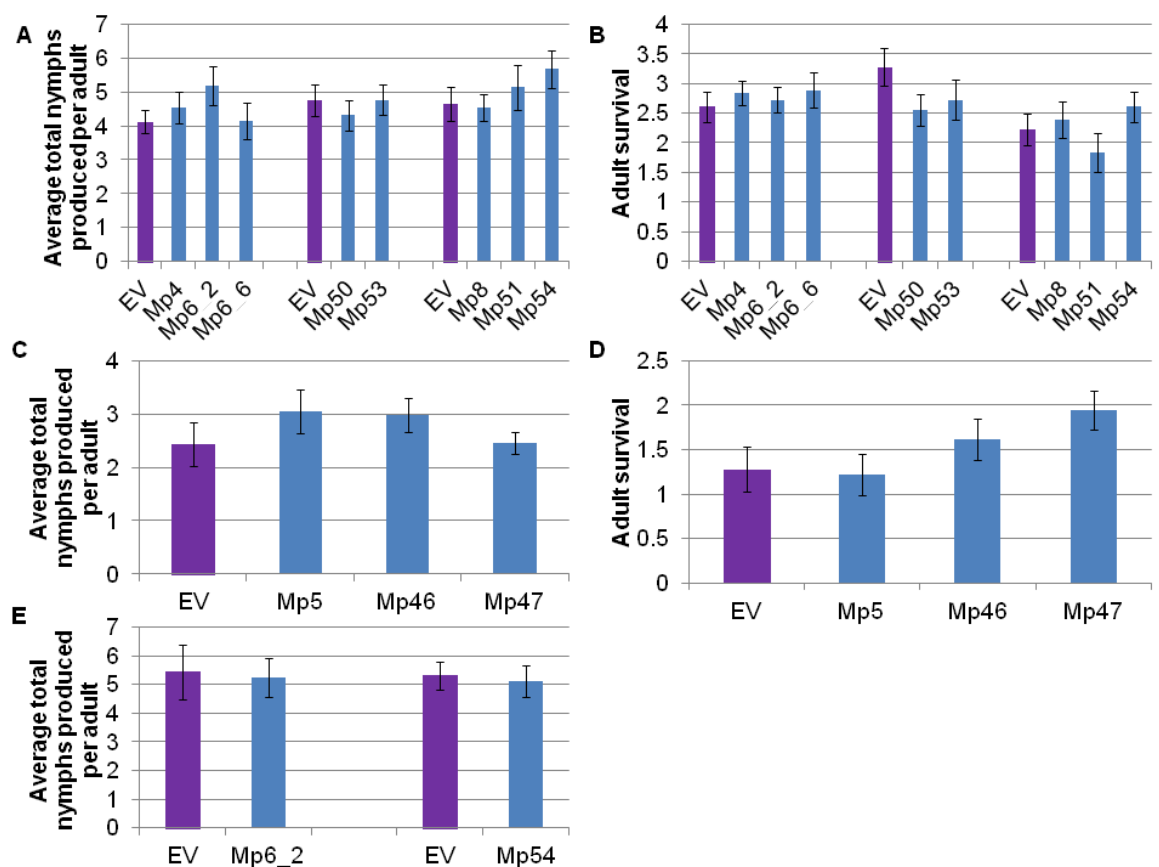 A
Average total nymphs
produced per adult
7
6
5
4
3
2
1
0
EV
Mp4
Mp6_2
Mp6_6
EV
Mp50
Mp53
EV
Mp8
Mp51
Mp54
B
Adult survival
4
3.5
3
2.5
2
1.5
1
0.5
0
EV
Mp4
Mp6_2
Mp6_6
EV
Mp50
Mp53
EV
Mp8
Mp51
Mp54
C
Average total
nymphs produced
per adult
4
3
2
1
0
EV Mp5 Mp46 Mp47
D
Adult survival
2.5
2
1.5
1
0.5
0
EV Mp5 Mp46 Mp47
E
Average total
nymphs produced
per adult
7
6
5
4
3
2
1
0
EV Mp6_2 EV Mp54